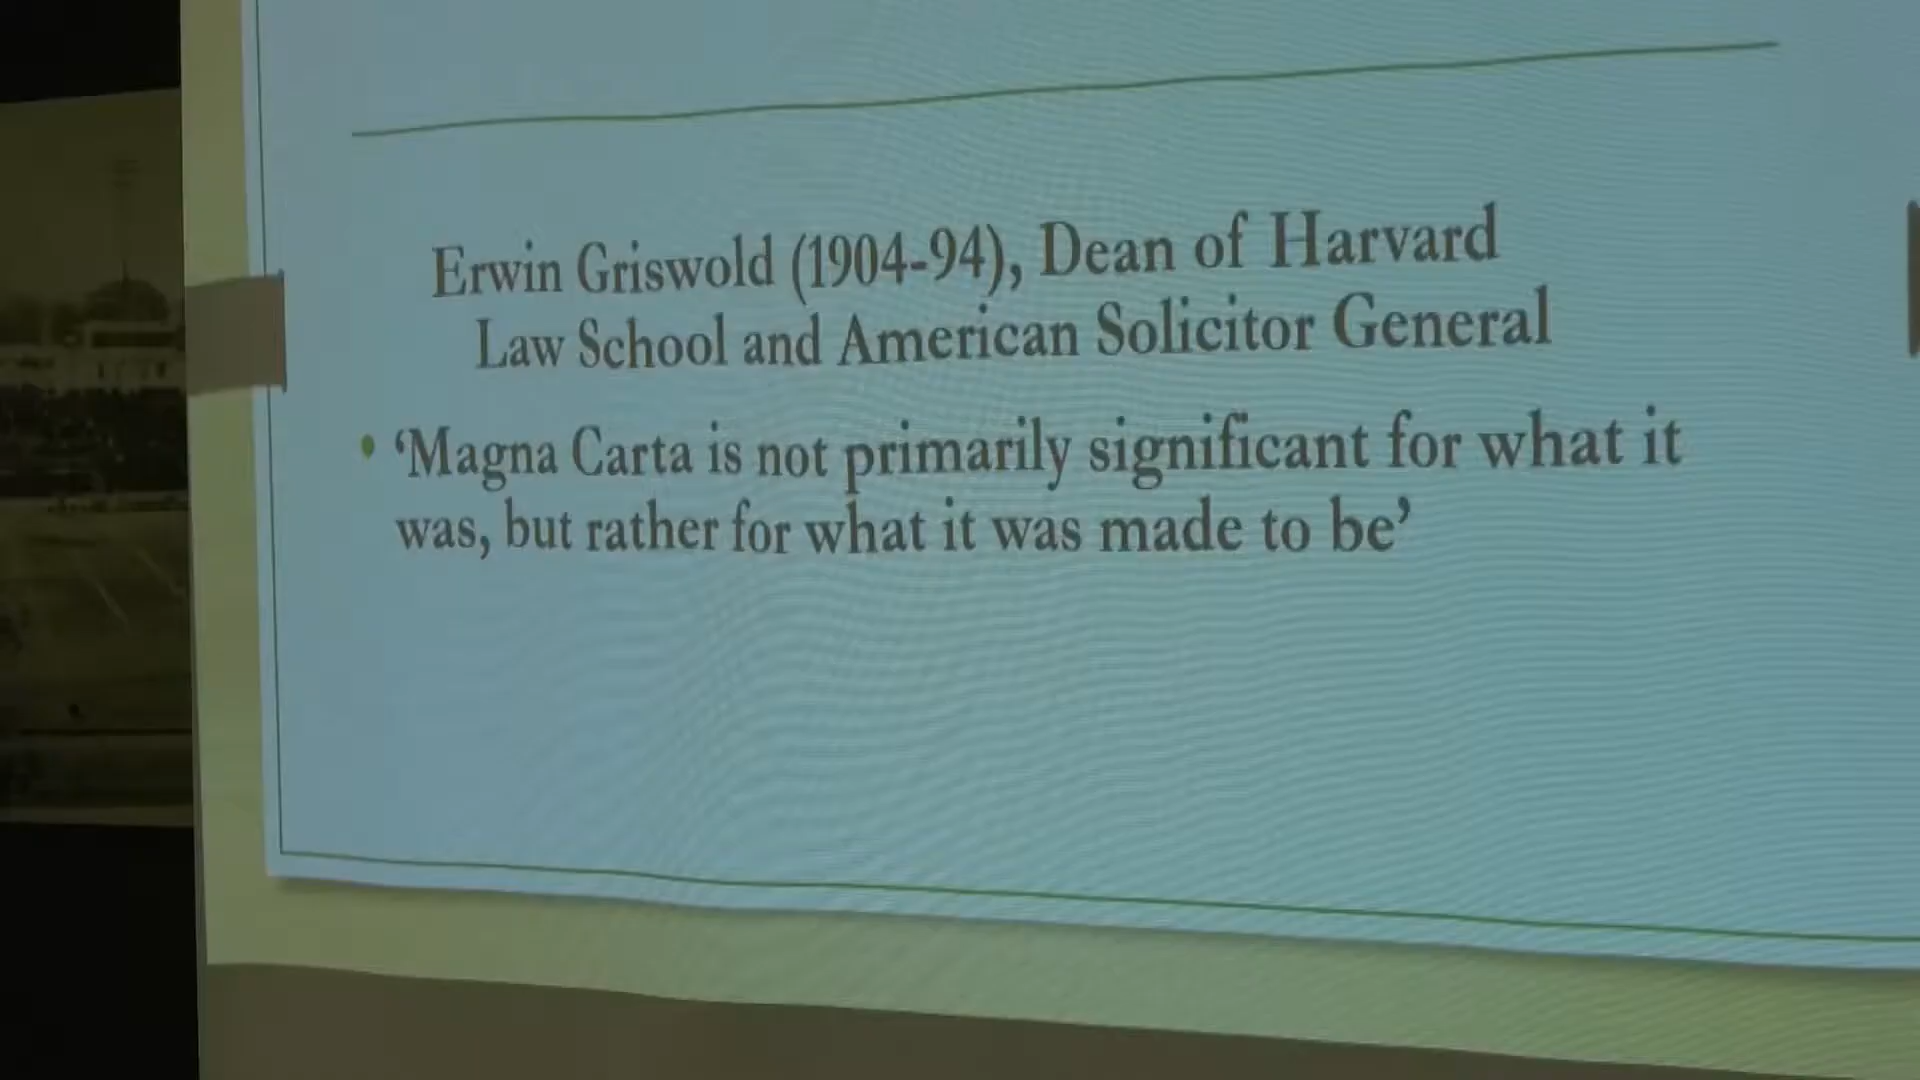 Erwin Griswold (1904-94), Dean of Harvard
Law School and American Solicitor General
• ‘Magna Carta is not primarily significant for what it
was, but rather for what it was made to be’